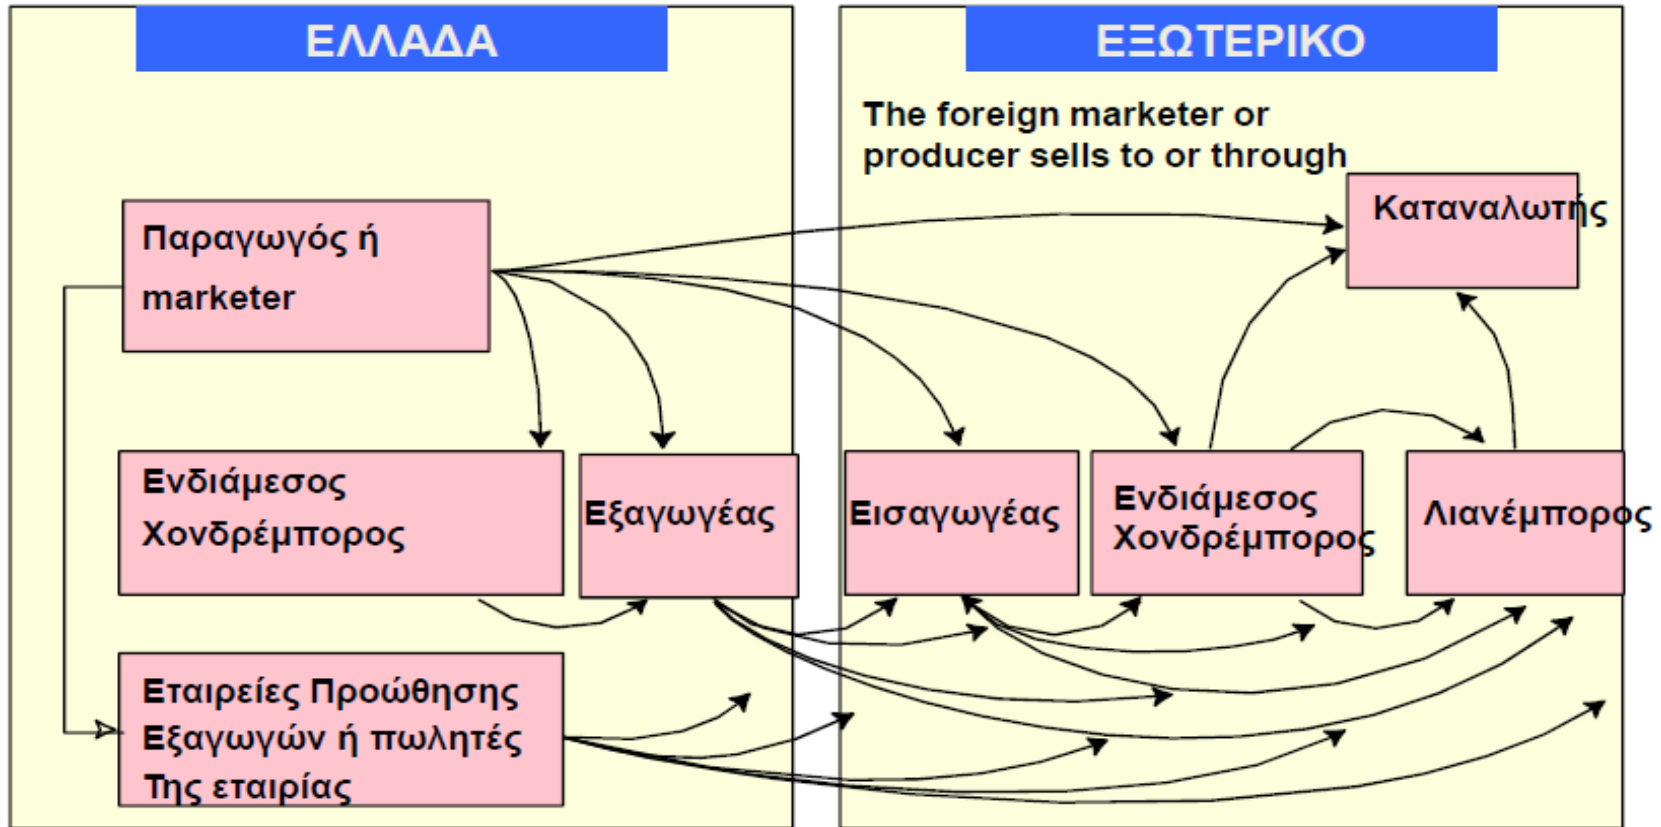 ΕΛΛΑΔΑ
ΕΞΩΤΕΡΙΚΟ
The foreign marketer or
producer sells to or through
Καταναλωτής
Παραγωγός ή
marketer
Ενδιάμεσος
Χονδρέμπορος
Εξαγωγέας
Εισαγωγέας
Ενδιάμεσος
Χονδρέμπορος
Λιανέμπορος
Εταιρείες Προώθησης
Εξαγωγών ή πωλητές
Της εταιρίας